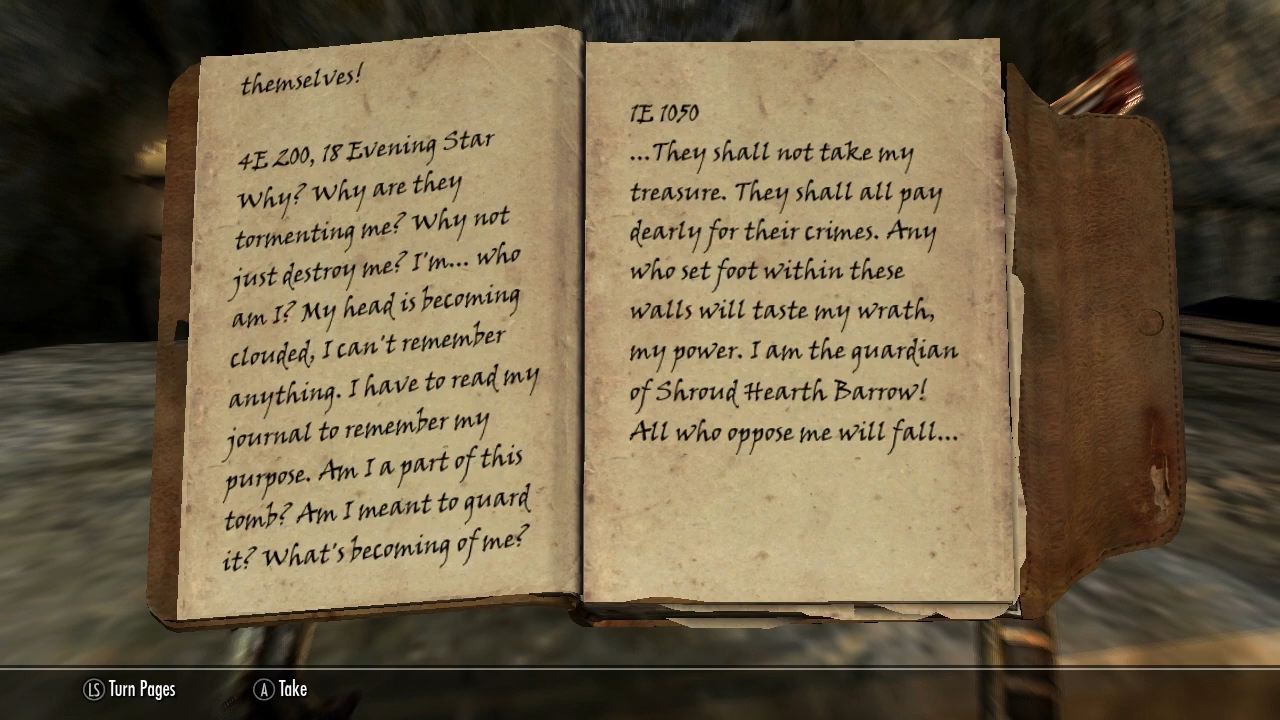 themselves!
4E 200, 18 Evening Star
Why? Why are they
tormenting me? Why not
just destroy me? I'm... who
am I? My head is becoming
clouded, I can't remember
anything. I have to read my
journal to remember my
purpose. Am I a part of this
tomb? Am I meant to guard
it? What's becoming of me?
1E 1050
...They shall not take my
treasure. They shall all pay
dearly for their crimes. Any
who set foot within these
walls will taste my wrath,
my power. I am the guardian
of Shroud Hearth Barrow!
All who oppose me will fall...
LS Turn Pages
A Take